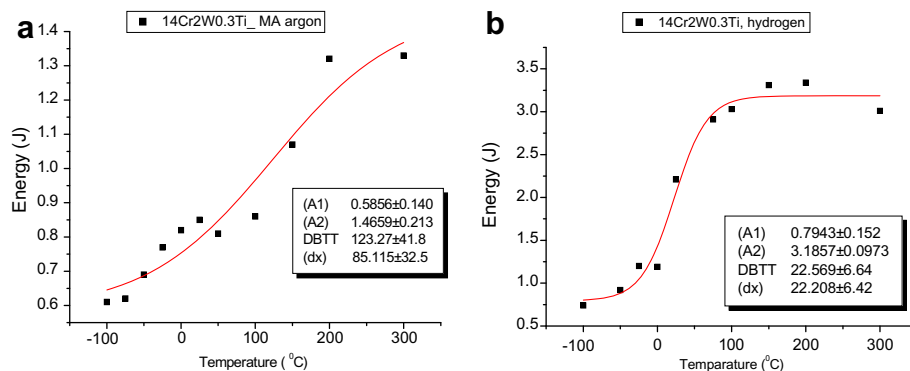 a
14Cr2W0.3Ti_ MA argon
1.4
1.3
1.2
1.1
1.0
0.9
0.8
0.7
0.6
Energy (J)
-100 0 100 200 300
Temperature ( ⁰C)
(A1) 0.5856±0.140
(A2) 1.4659±0.213
DBTT 123.27±41.8
(dx) 85.115±32.5
b
14Cr2W0.3Ti, hydrogen
3.5
3.0
2.5
2.0
1.5
1.0
0.5
Energy (J)
-100 0 100 200 300
Temparature (⁰C)
(A1) 0.7943±0.152
(A2) 3.1857±0.0973
DBTT 22.569±6.64
(dx) 22.208±6.42